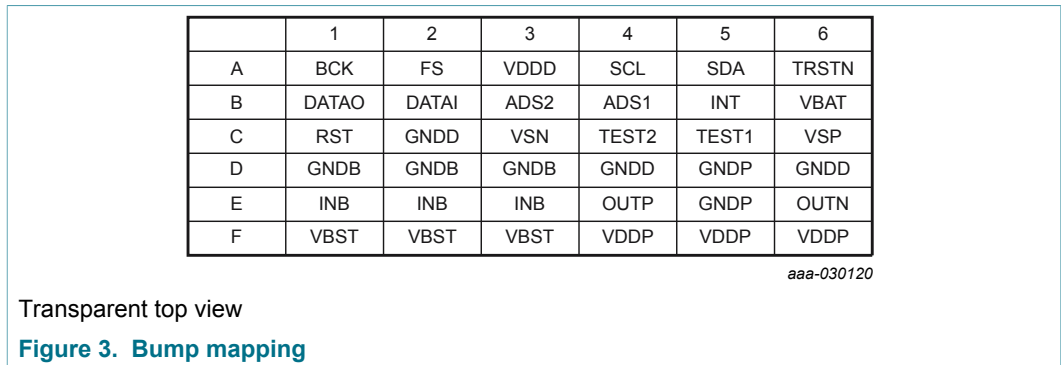 1 2 3 4 5 6
A BCK FS VDDD SCL SDA TRSTN
B DATAO DATAI ADS2 ADS1 INT VBAT
C RST GNDD VSN TEST2 TEST1 VSP
D GNDB GNDB GNDB GNDD GNDP GNDD
E INB INB INB OUTP GNDP OUTN
F VBST VBST VBST VDDP VDDP VDDP
aaa-030120
Transparent top view
Figure 3. Bump mapping